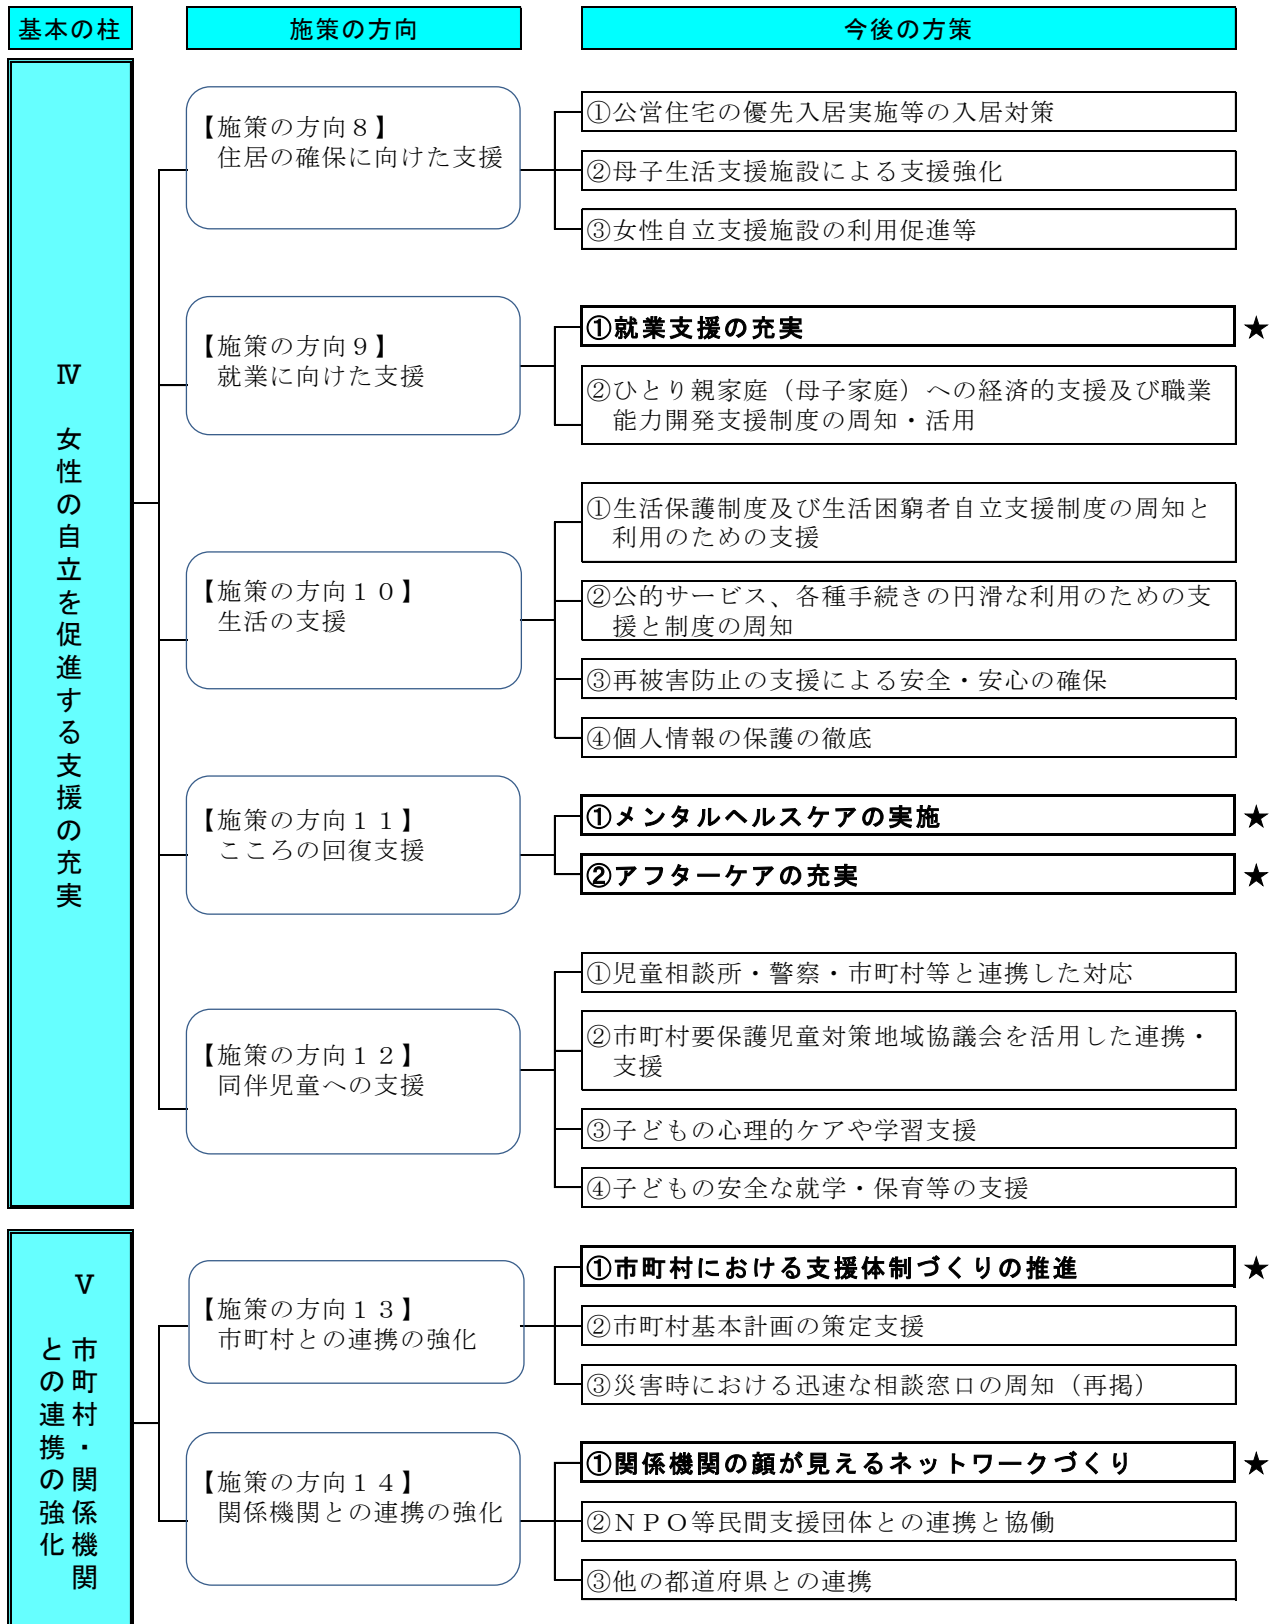 基本の柱
施策の方向
今後の方策
Ⅳ　女性の自立を促進する支援の充実
【施策の方向８】
住居の確保に向けた支援
①公営住宅の優先入居実施等の入居対策
②母子生活支援施設による支援強化
③女性自立支援施設の利用促進等
【施策の方向９】
就業に向けた支援
①就業支援の充実 ★
②ひとり親家庭（母子家庭）への経済的支援及び職業
能力開発支援制度の周知・活用
【施策の方向１０】
生活の支援
①生活保護制度及び生活困窮者自立支援制度の周知と
利用のための支援
②公的サービス、各種手続きの円滑な利用のための支
援と制度の周知
③再被害防止の支援による安全・安心の確保
④個人情報の保護の徹底
【施策の方向１１】
こころの回復支援
①メンタルヘルスケアの実施 ★
②アフターケアの充実 ★
【施策の方向１２】
同伴児童への支援
①児童相談所・警察・市町村等と連携した対応
②市町村要保護児童対策地域協議会を活用した連携・
支援
③子どもの心理的ケアや学習支援
④子どもの安全な就学・保育等の支援
Ⅴ　市町村・関係機関
との連携の強化
【施策の方向１３】
市町村との連携の強化
①市町村における支援体制づくりの推進 ★
②市町村基本計画の策定支援
③災害時における迅速な相談窓口の周知（再掲）
【施策の方向１４】
関係機関との連携の強化
①関係機関の顔が見えるネットワークづくり ★
②ＮＰＯ等民間支援団体との連携と協働
③他の都道府県との連携